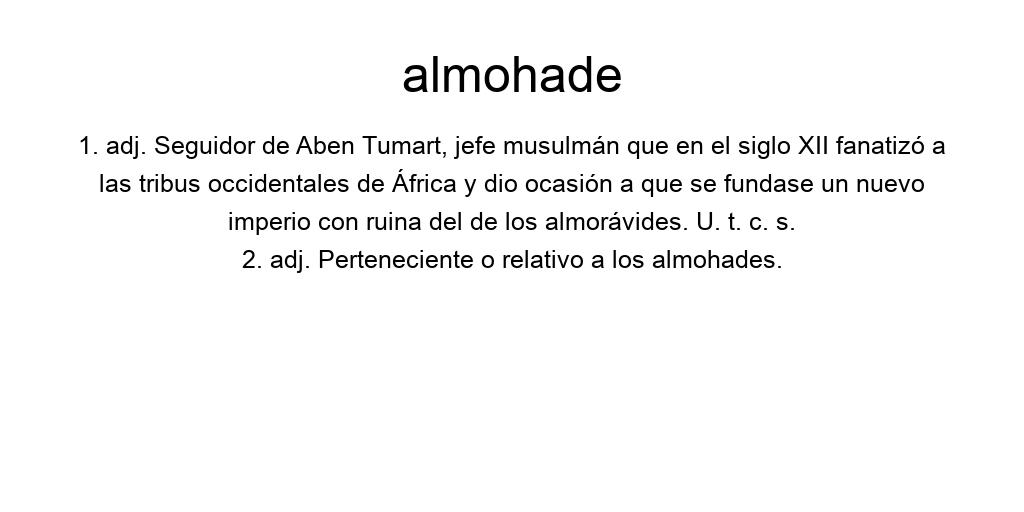 almohade
1. adj. Seguidor de Aben Tumart, jefe musulmán que en el siglo XII fanatizó a
las tribus occidentales de África y dio ocasión a que se fundase un nuevo
imperio con ruina del de los almorávides. U. t. c. s.
2. adj. Perteneciente o relativo a los almohades.